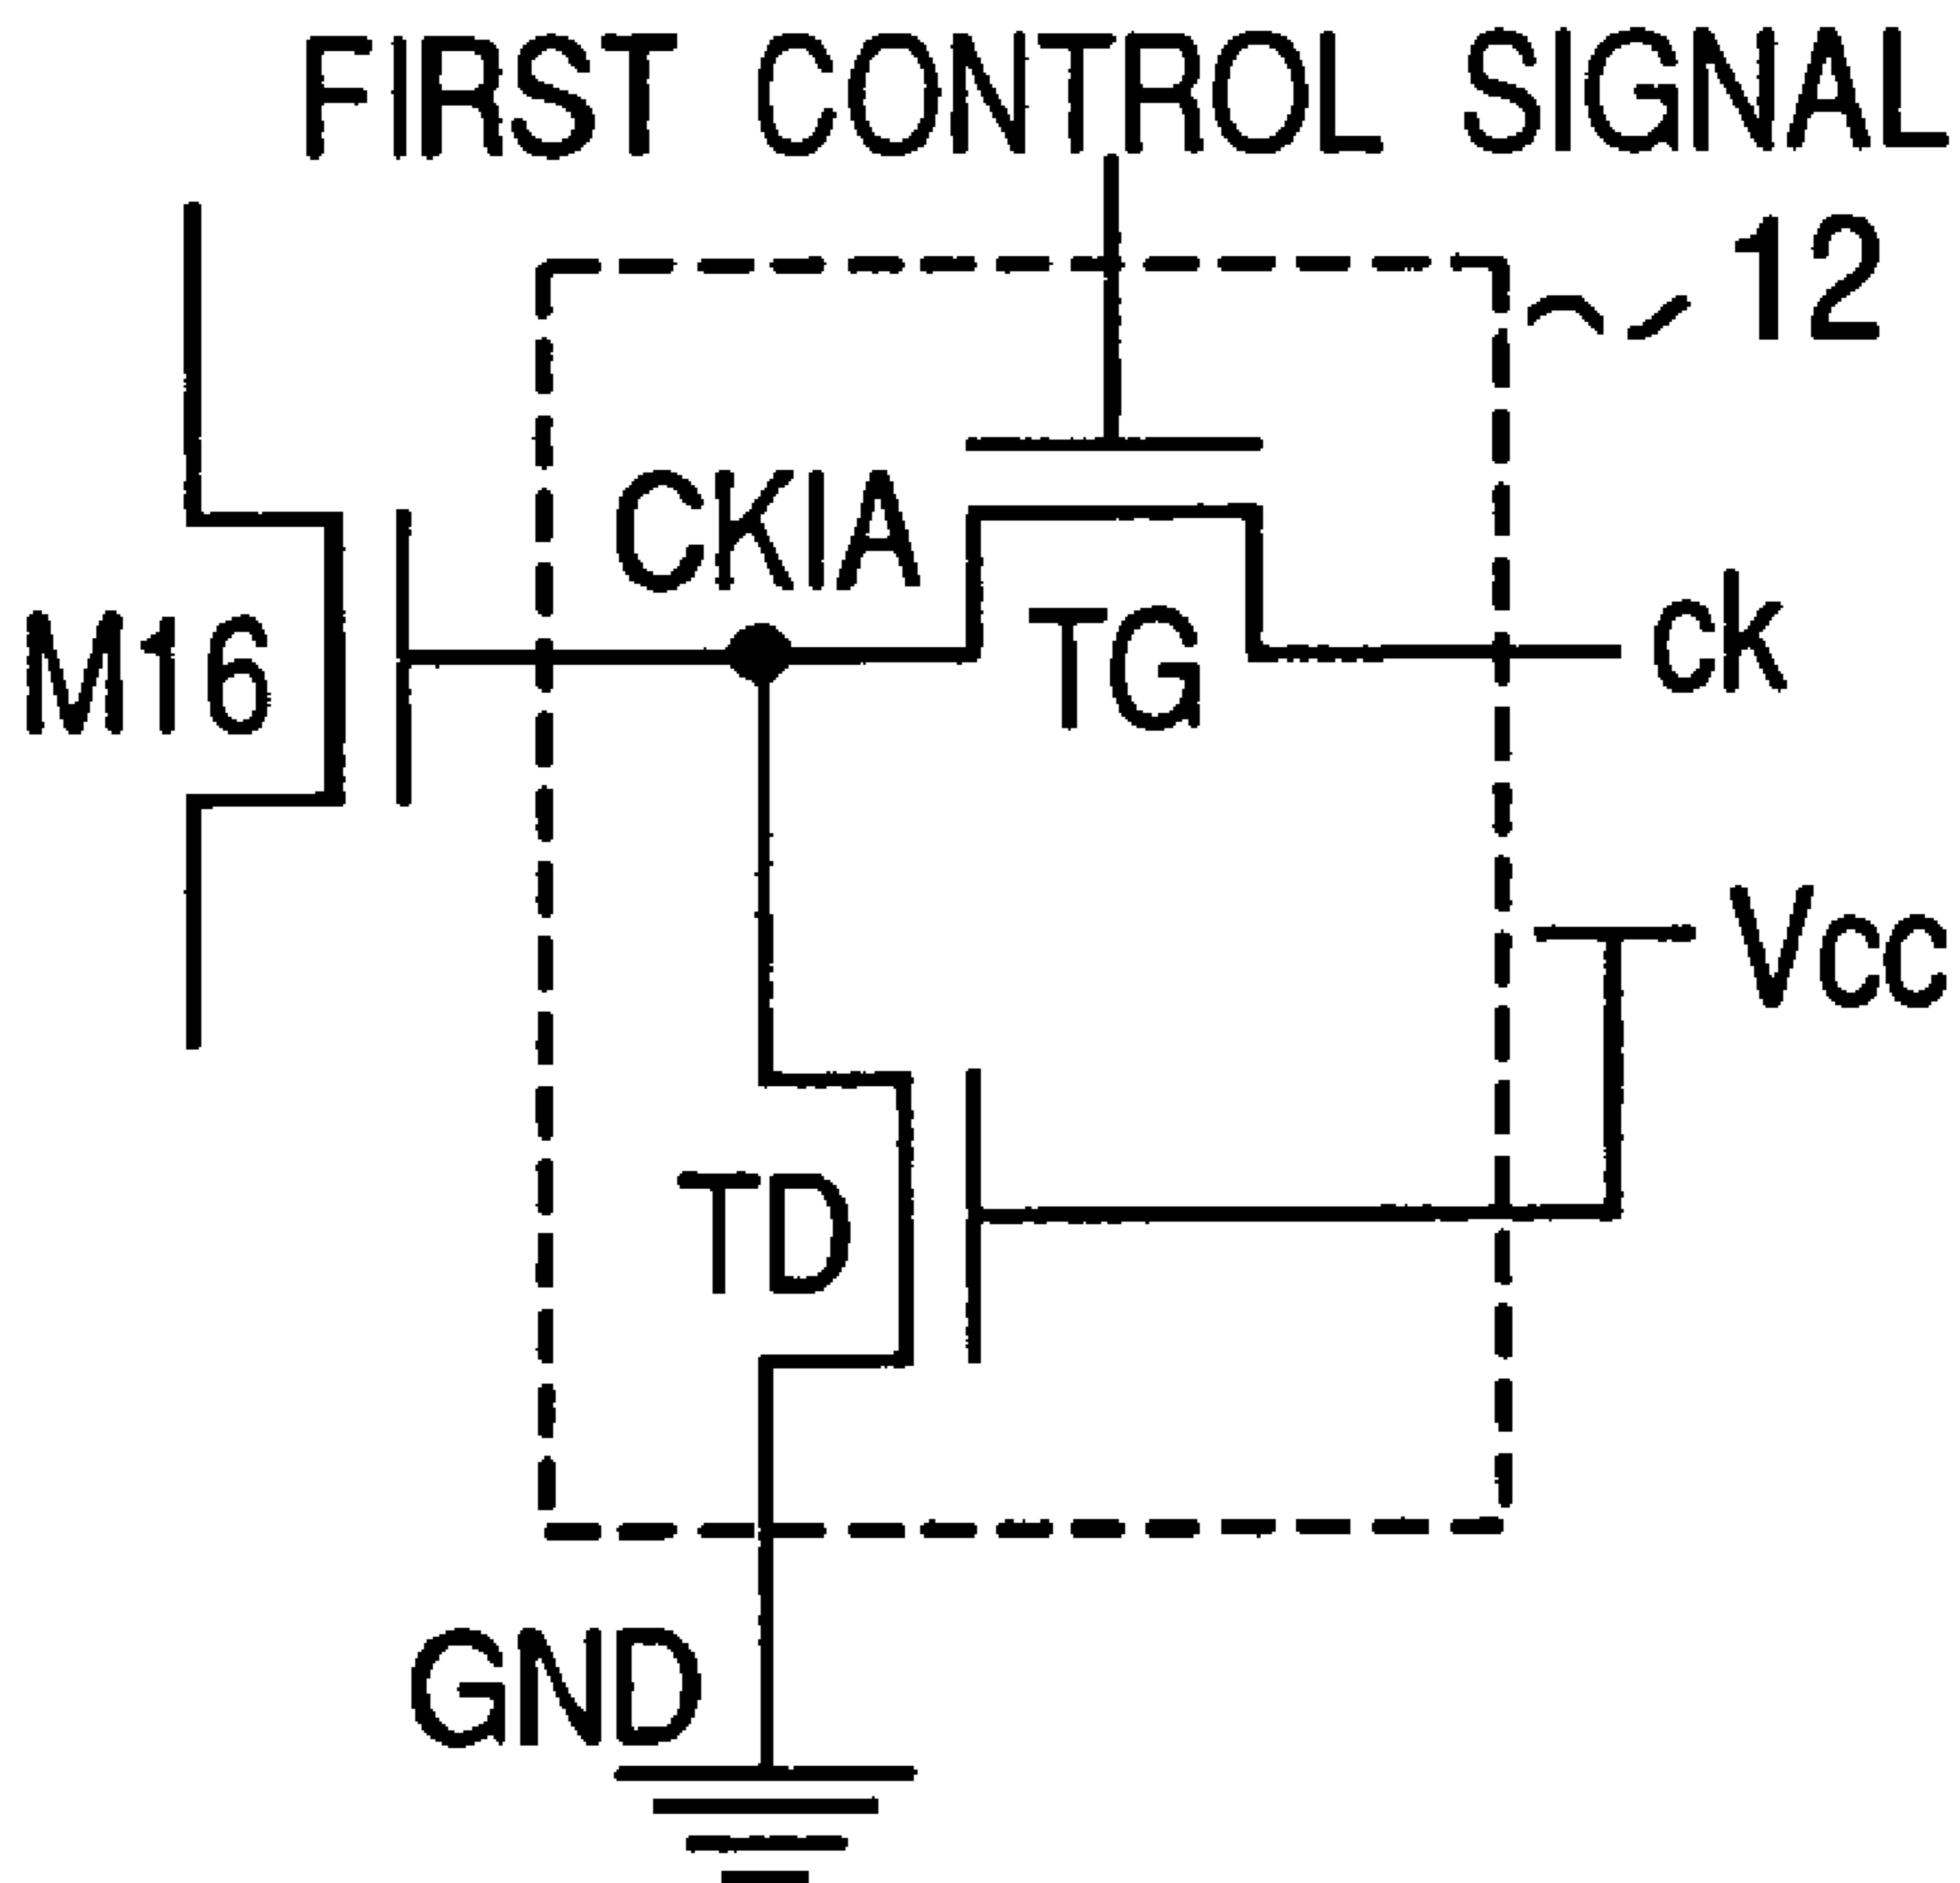 FIRST CONTROL SIGNAL
12
CKIA
M16
TG
ck
Vcc
TD
GND